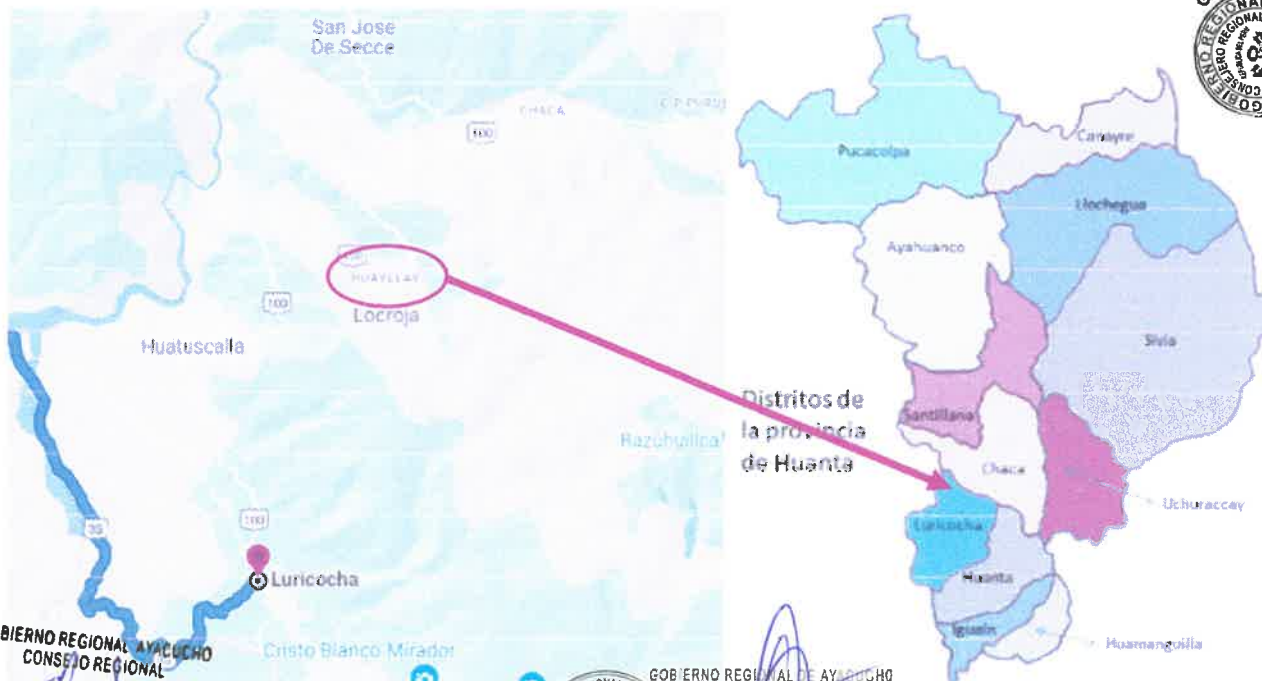 San Jose
De Secce
CHACA
100
HUAYLLAY
100
Locroja
Huatuscalla
35
100
Luricocha
Cristo Blanco Mirador
BIERNO REGIONAL AYACUCHO
CONSEJO REGIONAL
GOBIERNO REGIONAL DE AYACUCHO
Distritos de
la provincia
de Huanta
Pucacolpa
Canayre
Llochegua
Ayahuanco
Sivia
Santillana
Chaca
Uchuraccay
Luricocha
Huanta
Iguain
Huamanguilla